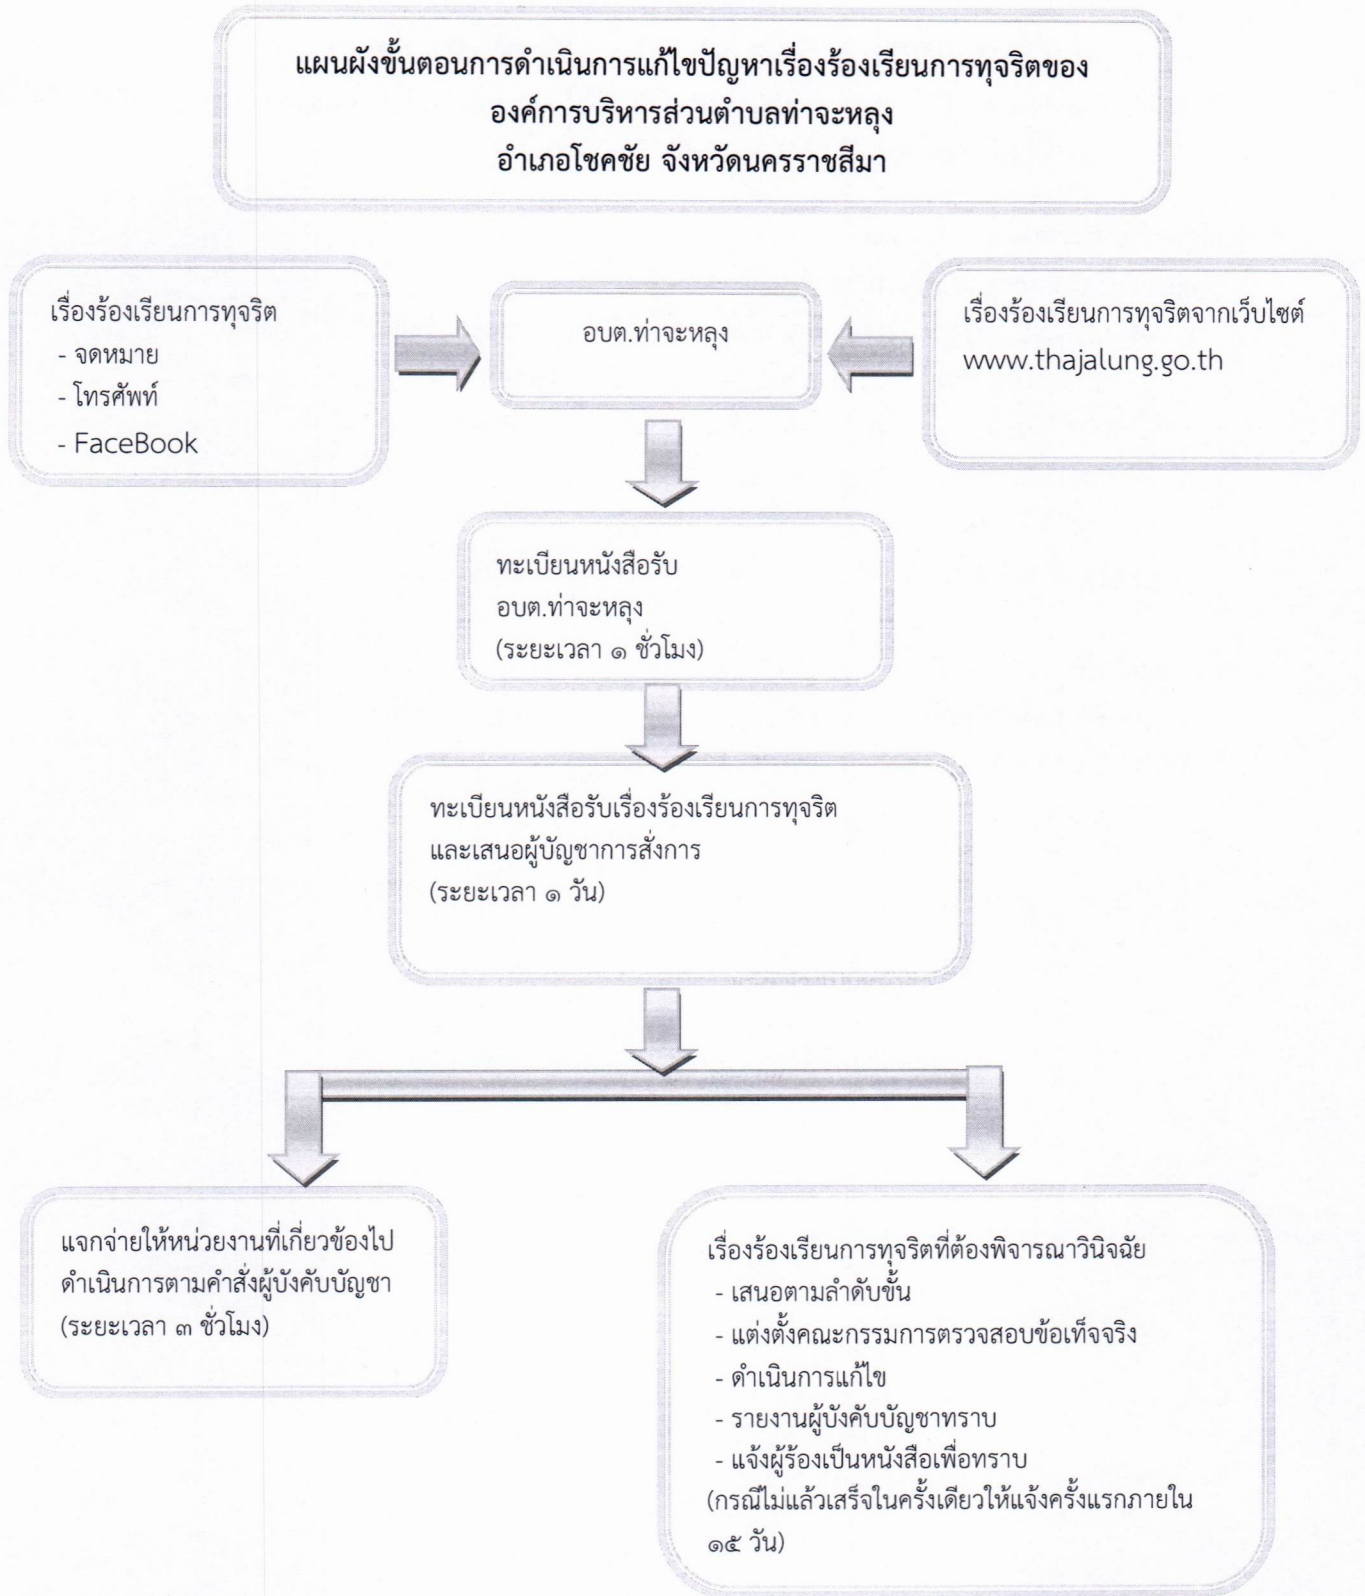 แผนผังขั้นตอนการดำเนินการแก้ไขปัญหาเรื่องร้องเรียนการทุจริตของ
องค์การบริหารส่วนตำบลท่าจะหลุง
อำเภอโชคชัย จังหวัดนครราชสีมา
เรื่องร้องเรียนการทุจริต
- จดหมาย
- โทรศัพท์
- FaceBook
อบต.ท่าจะหลุง
เรื่องร้องเรียนการทุจริตจากเว็บไซต์
www.thajalung.go.th
ทะเบียนหนังสือรับ
อบต.ท่าจะหลุง
(ระยะเวลา ๑ ชั่วโมง)
ทะเบียนหนังสือรับเรื่องร้องเรียนการทุจริต
และเสนอผู้บัญชาการสั่งการ
(ระยะเวลา ๑ วัน)
แจกจ่ายให้หน่วยงานที่เกี่ยวข้องไป
ดำเนินการตามคำสั่งผู้บังคับบัญชา
(ระยะเวลา ๓ ชั่วโมง)
เรื่องร้องเรียนการทุจริตที่ต้องพิจารณาวินิจฉัย
- เสนอตามลำดับขั้น
- แต่งตั้งคณะกรรมการตรวจสอบข้อเท็จจริง
- ดำเนินการแก้ไข
- รายงานผู้บังคับบัญชาทราบ
- แจ้งผู้ร้องเป็นหนังสือเพื่อทราบ
(กรณีไม่แล้วเสร็จในครั้งเดียวให้แจ้งครั้งแรกภายใน
๑๕ วัน)